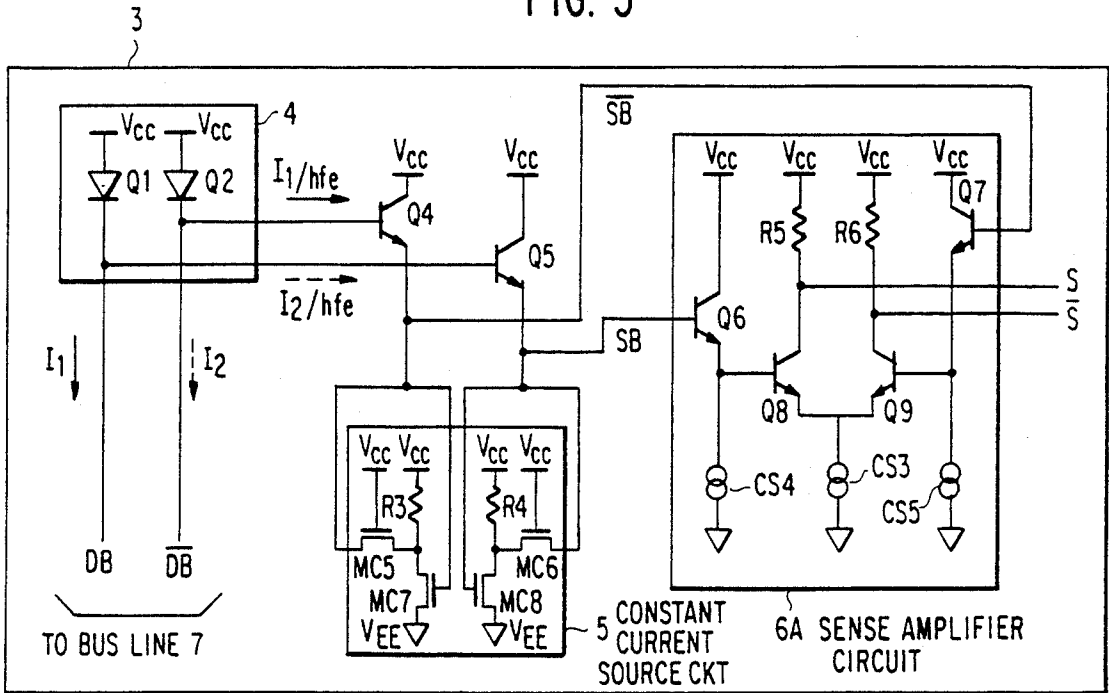 FIG. 5
3
4
V̅CC VCC
Q1 Q2
I1/hfe
I2/hfe
I1
I2
DB D̅B̅
TO BUS LINE 7
VCC
Q4
VCC
Q5
S̅B̅
SB
VCC VCC VCC VCC
Q7
R5 R6
Q6
S
S̅
Q8 Q9
CS4
CS3
CS5
VCC VCC VCC VCC
R3 R4
MC5 MC6
MC7 MC8
VEE VEE
5 CONSTANT
CURRENT
SOURCE CKT
6A SENSE AMPLIFIER
CIRCUIT